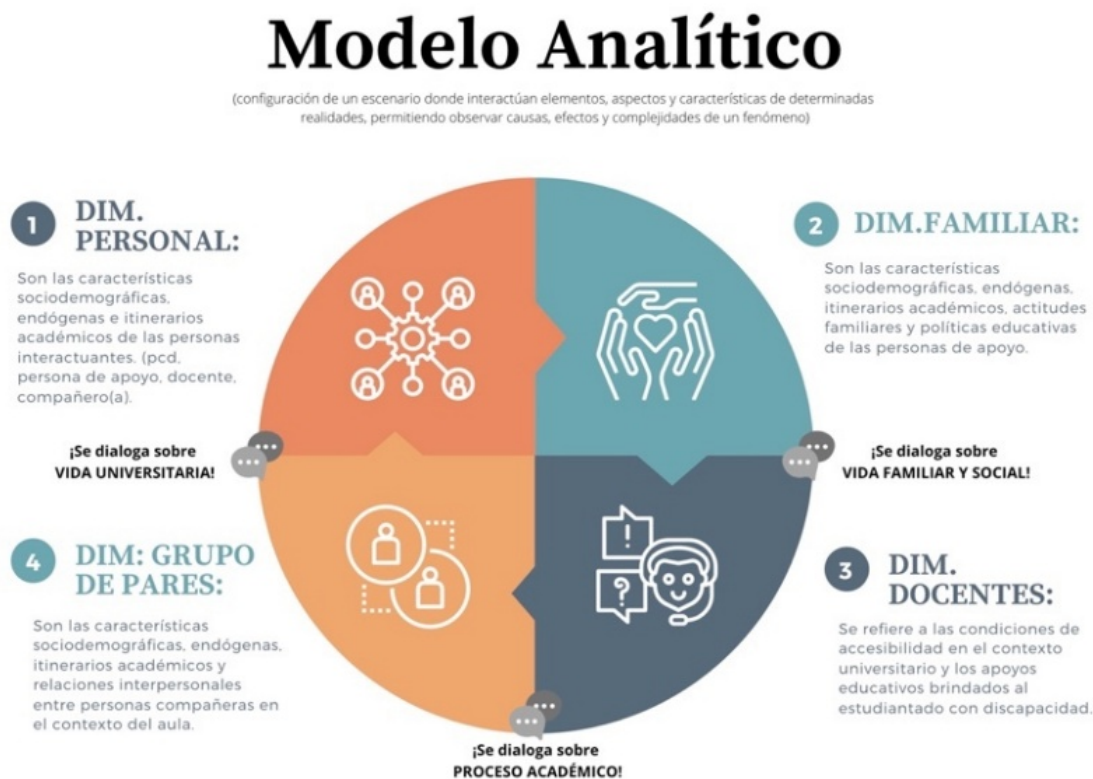 Modelo Analítico
(configuración de un escenario donde interactúan elementos, aspectos y características de determinadas
realidades, permitiendo observar causas, efectos y complejidades de un fenómeno)
1
DIM.
PERSONAL:
Son las características
sociodemográficas,
endógenas e itinerarios
académicos de las personas
interactuantes. (pcd,
persona de apoyo, docente,
compañero(a).
2
DIM.FAMILIAR:
Son las características
sociodemográficas, endógenas,
itinerarios académicos, actitudes
familiares y políticas educativas
de las personas de apoyo.
¡Se dialoga sobre
VIDA UNIVERSITARIA!
¡Se dialoga sobre
VIDA FAMILIAR Y SOCIAL!
!
?
4
DIM: GRUPO
DE PARES:
Son las características
sociodemográficas, endógenas,
itinerarios académicos y
relaciones interpersonales
entre personas compañeras en
el contexto del aula.
3
DIM.
DOCENTES:
Se refiere a las condiciones de
accesibilidad en el contexto
universitario y los apoyos
educativos brindados al
estudiantado con discapacidad.
¡Se dialoga sobre
PROCESO ACADÉMICO!